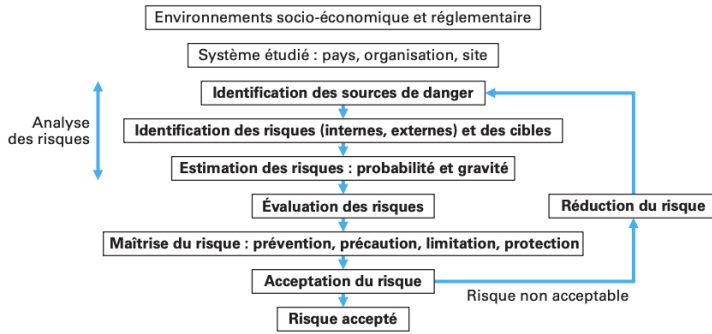 Environnements socio-économique et réglementaire
Système étudié : pays, organisation, site
Identification des sources de danger
Analyse
des risques
Identification des risques (internes, externes) et des cibles
Estimation des risques : probabilité et gravité
Évaluation des risques
Réduction du risque
Maîtrise du risque : prévention, précaution, limitation, protection
Acceptation du risque
Risque non acceptable
Risque accepté